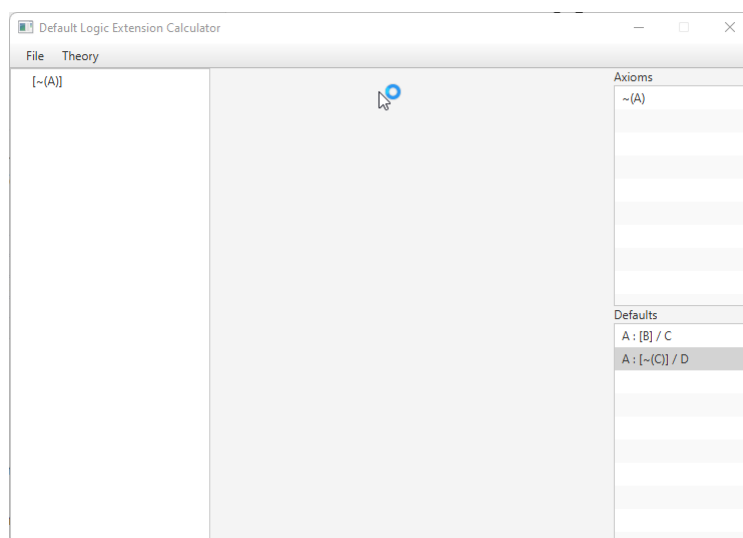 Default Logic Extension Calculator
File Theory
[~(A)]
Axioms
~(A)
Defaults
A : [B] / C
A : [~(C)] / D